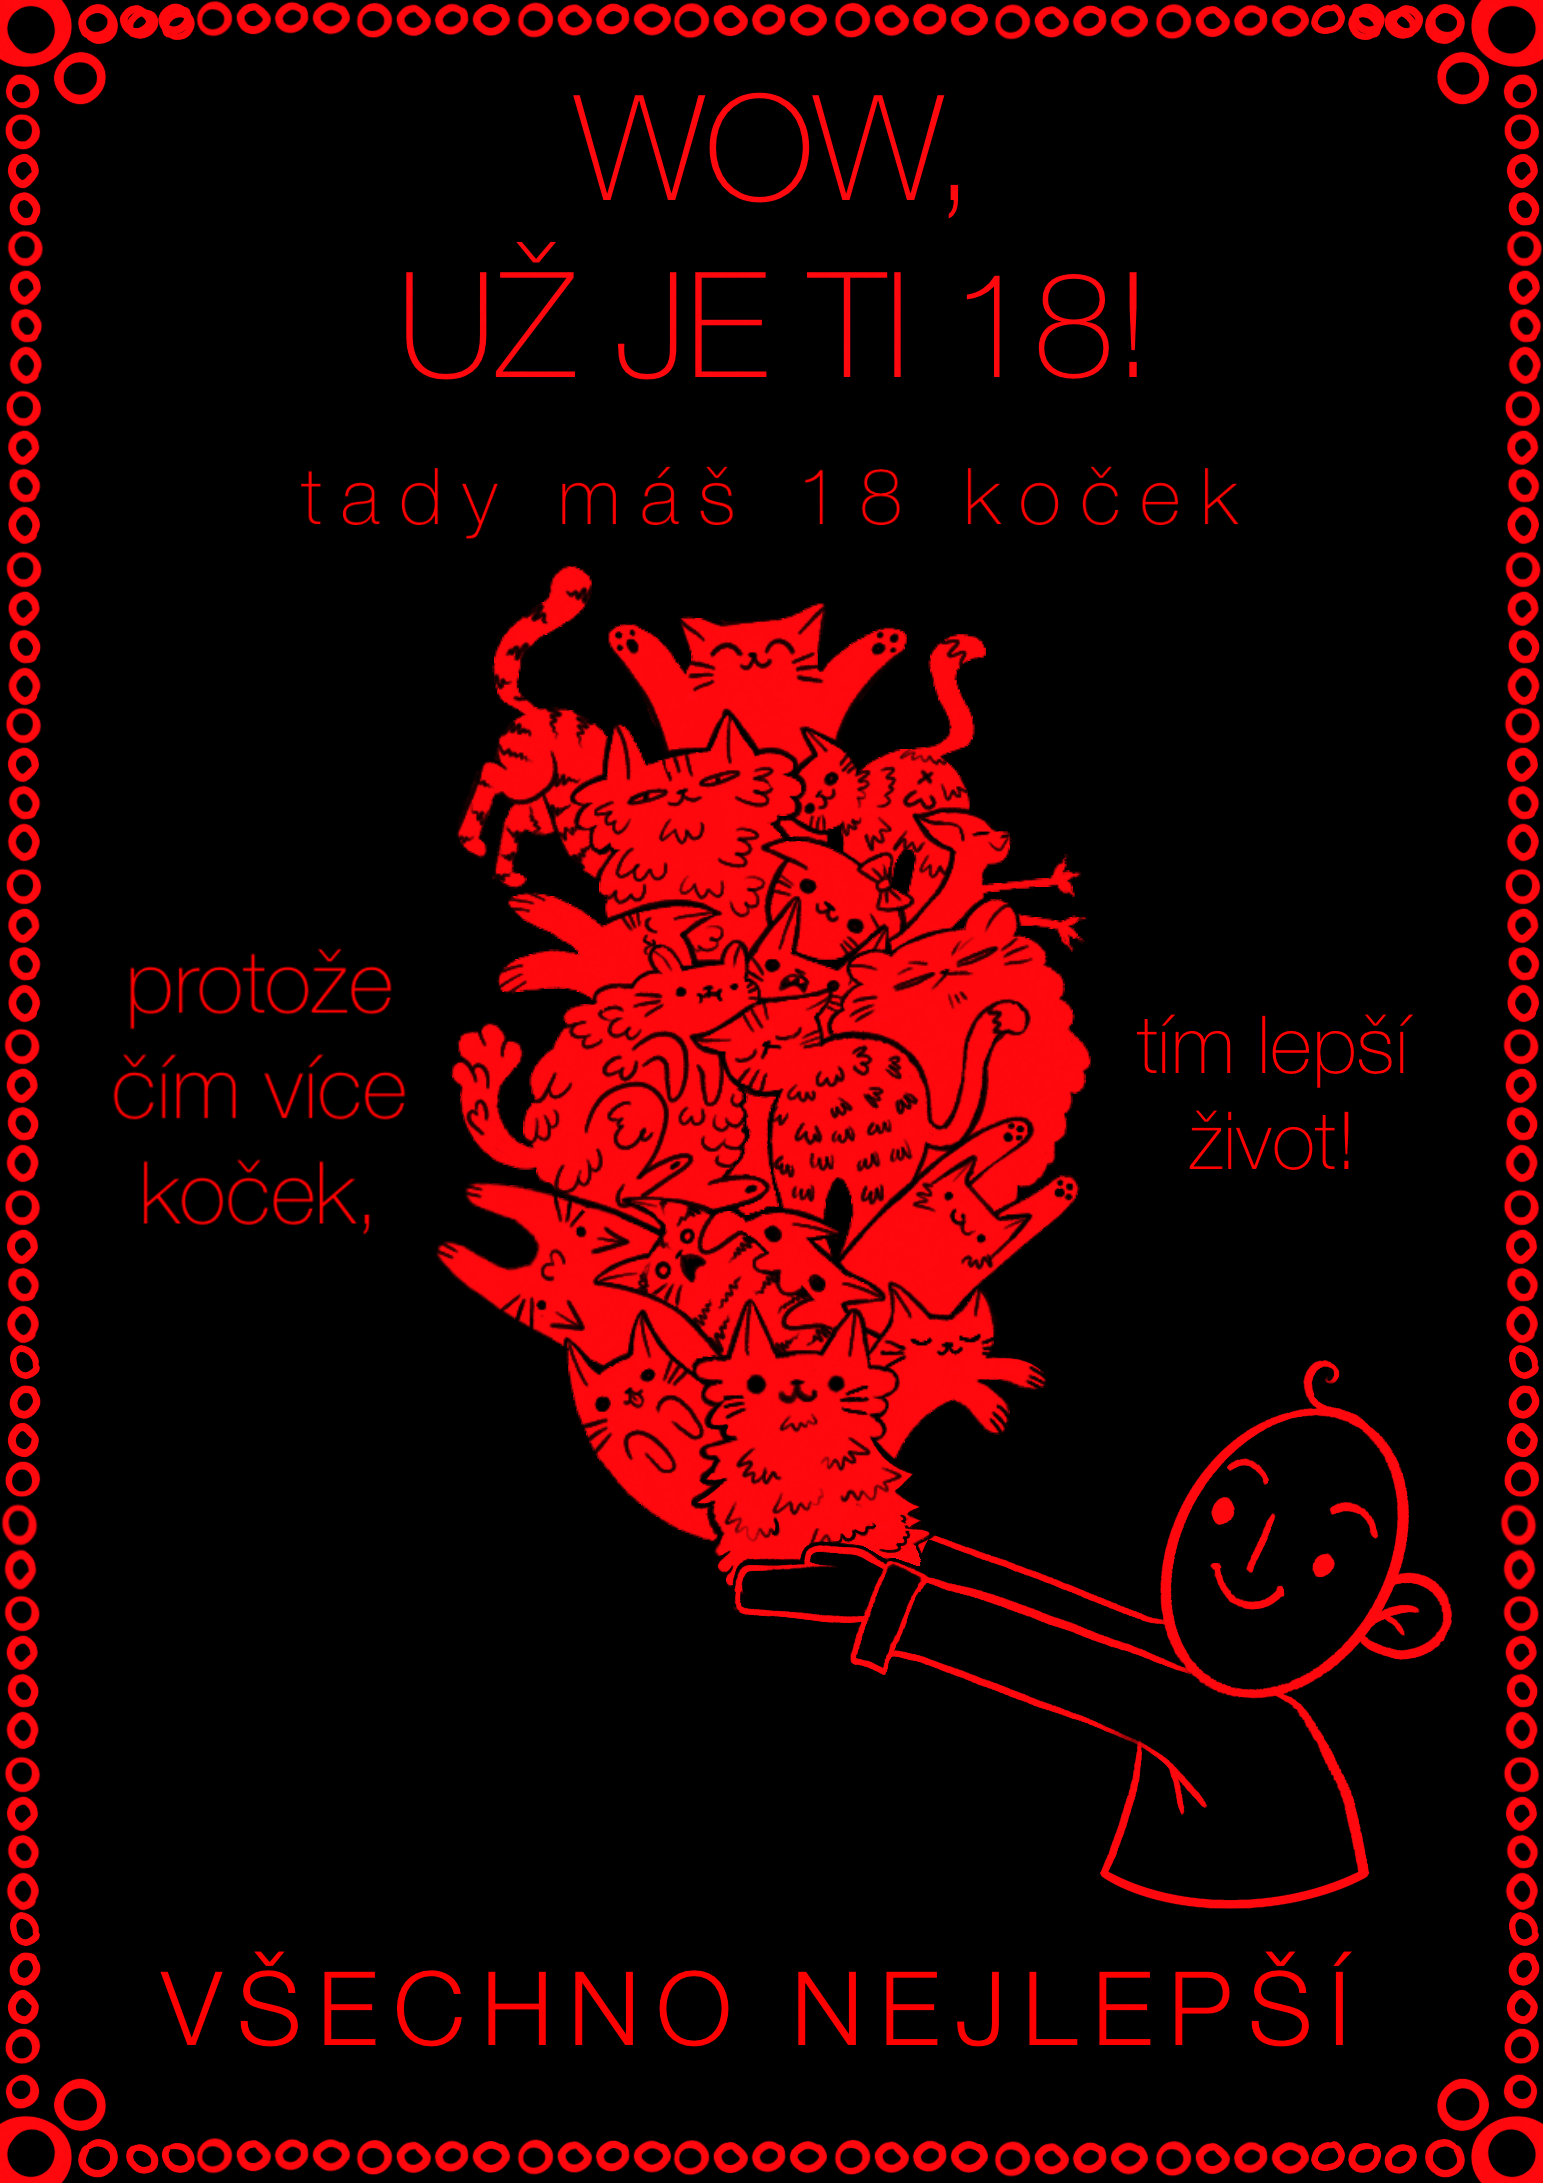 WOW,
UŽ JE TI 18!
tady máš 18 koček
protože
čím více
koček,
tím lepší
život!
VŠECHNO NEJLEPŠÍ